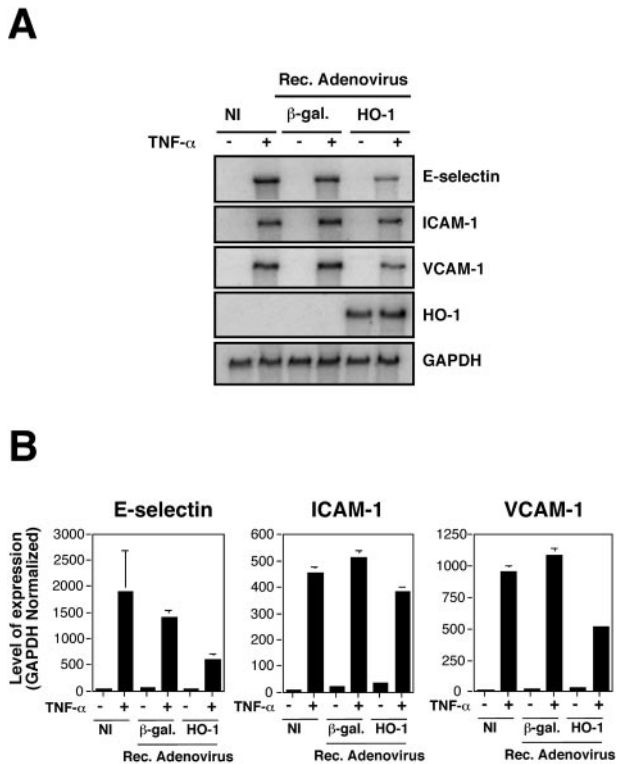 A
Rec. Adenovirus
NI β-gal. HO-1
TNF-α - + - + - +
E-selectin
ICAM-1
VCAM-1
HO-1
GAPDH
B
Level of expression
(GAPDH Normalized)
E-selectin
3000
2500
2000
1500
1000
500
0
TNF-α - + - + - +
NI β-gal. HO-1
Rec. Adenovirus
ICAM-1
600
500
400
300
200
100
0
TNF-α - + - + - +
NI β-gal. HO-1
Rec. Adenovirus
VCAM-1
1250
1000
750
500
250
0
TNF-α - + - + - +
NI β-gal. HO-1
Rec. Adenovirus